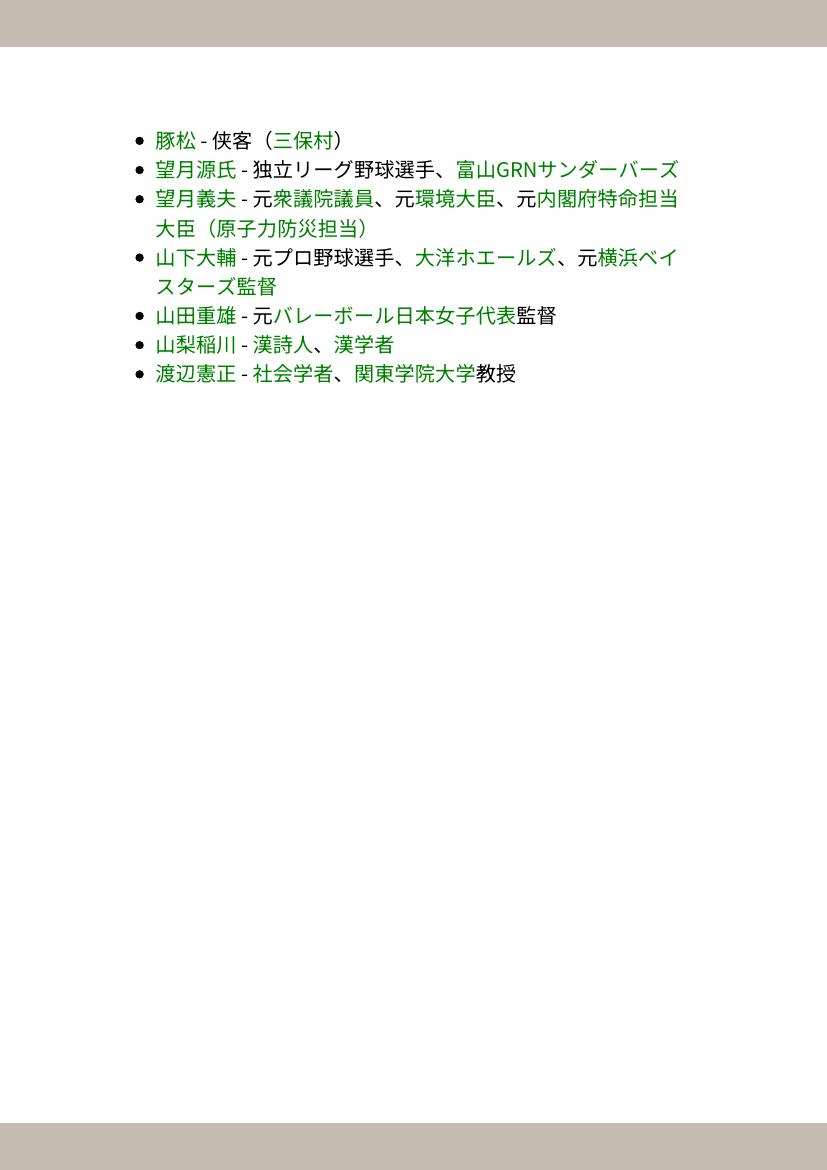 • 豚松 - 侠客（三保村）
• 望月源氏 - 独立リーグ野球選手、富山GRNサンダーバーズ
• 望月義夫 - 元衆議院議員、元環境大臣、元内閣府特命担当
大臣（原子力防災担当）
• 山下大輔 - 元プロ野球選手、大洋ホエールズ、元横浜ベイ
スターズ監督
• 山田重雄 - 元バレーボール日本女子代表監督
• 山梨稲川 - 漢詩人、漢学者
• 渡辺憲正 - 社会学者、関東学院大学教授